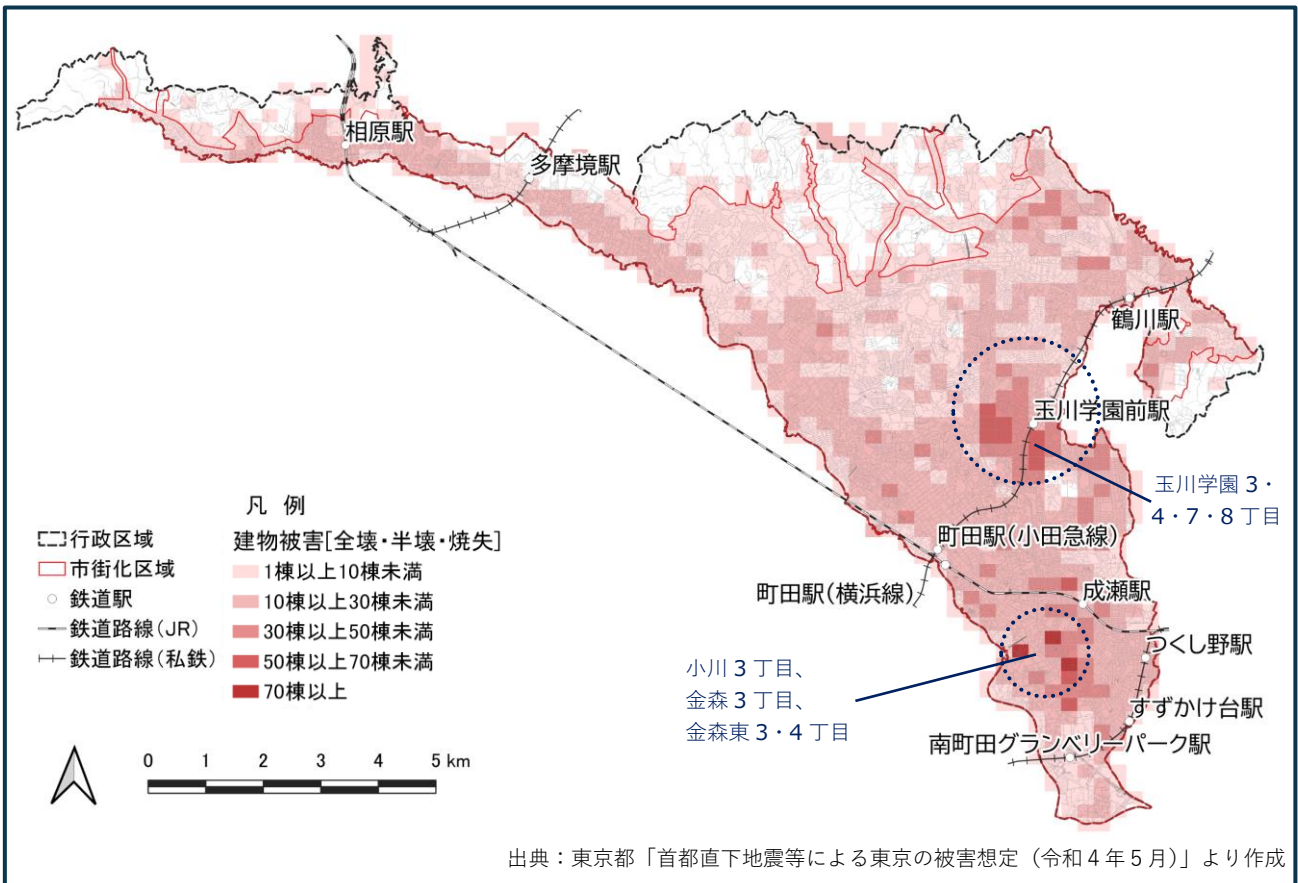 相原駅
多摩境駅
鶴川駅
玉川学園前駅
玉川学園 3・
4・7・8 丁目
町田駅(小田急線)
町田駅(横浜線)
成瀬駅
つくし野駅
小川 3 丁目、
金森 3 丁目、
金森東 3・4 丁目
すずかけ台駅
南町田グランベリーパーク駅
凡 例
行政区域
市街化区域
鉄道駅
鉄道路線(JR)
鉄道路線(私鉄)
建物被害[全壊・半壊・焼失]
1棟以上10棟未満
10棟以上30棟未満
30棟以上50棟未満
50棟以上70棟未満
70棟以上
0 1 2 3 4 5 km
出典：東京都「首都直下地震等による東京の被害想定（令和４年５月）」より作成